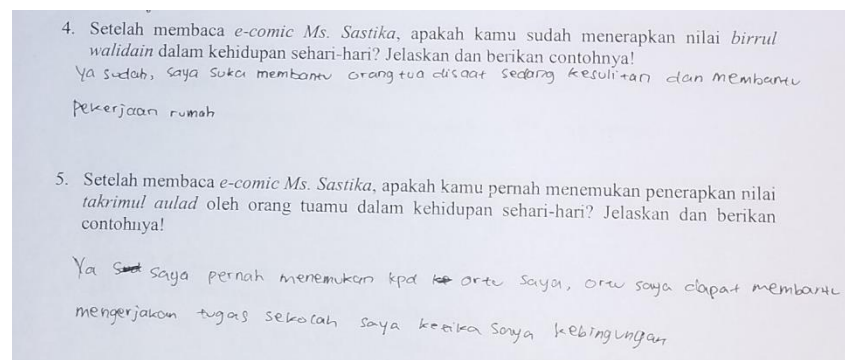 4. Setelah membaca e-comic Ms. Sastika, apakah kamu sudah menerapkan nilai birrul
walidain dalam kehidupan sehari-hari? Jelaskan dan berikan contohnya!
Ya sudah, saya suka membantu orang tua disaat sedang kesulitan dan membantu
pekerjaan rumah
5. Setelah membaca e-comic Ms. Sastika, apakah kamu pernah menemukan penerapkan nilai
takrimul aulad oleh orang tuamu dalam kehidupan sehari-hari? Jelaskan dan berikan
contohnya!
Ya saya pernah menemukan kpd ortu saya, ortu saya dapat membantu
mengerjakan tugas sekolah saya ketika saya kebingungan